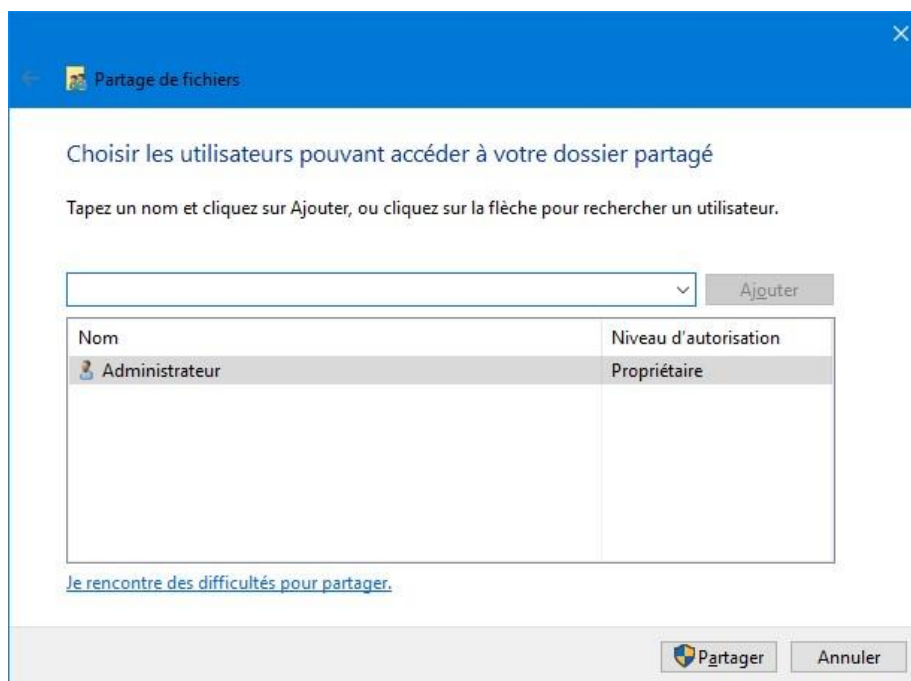 Partage de fichiers
Choisir les utilisateurs pouvant accéder à votre dossier partagé
Tapez un nom et cliquez sur Ajouter, ou cliquez sur la flèche pour rechercher un utilisateur.
Ajouter
Nom Niveau d'autorisation
Administrateur Propriétaire
Je rencontre des difficultés pour partager.
Partager Annuler